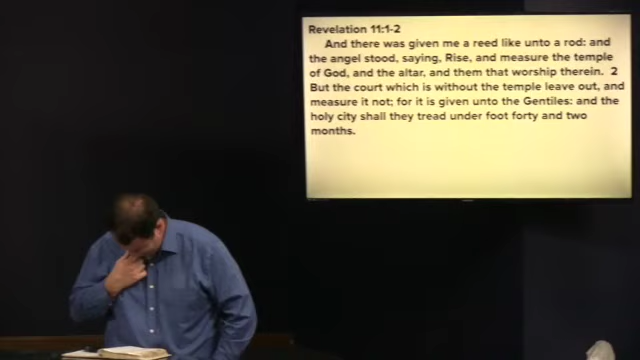 Revelation 11:1-2
And there was given me a reed like unto a rod: and
the angel stood, saying, Rise, and measure the temple
of God, and the altar, and them that worship therein. 2
But the court which is without the temple leave out, and
measure it not; for it is given unto the Gentiles: and the
holy city shall they tread under foot forty and two
months.